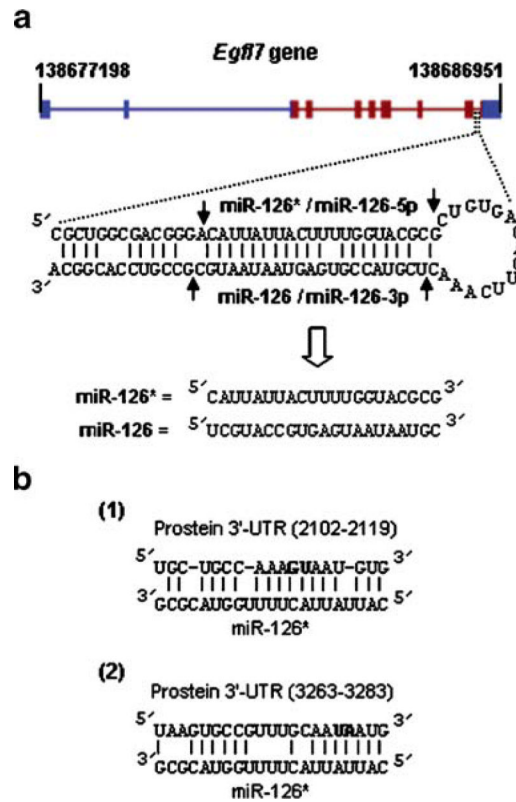 a
Egfl7 gene
138677198
138686951
miR-126* / miR-126-5p
5´ CGCUGGCGACGGGACAUUAUUACUUUUGGUACGCG CUGUGA
3´ ACGGCACCUGCCGCGUAAUAAUGAGUGCCAUGCUC AAACUU
miR-126 / miR-126-3p
miR-126* = 5´ CAUUAUUACUUUUGGUACGCG 3´
miR-126 = 5´ UCGUACCGUGAGUAAUAAUGC 3´
b
(1)
Prostein 3´-UTR (2102-2119)
5´ UGC-UGCC-AAAGUAAU-GUG 3´
3´ GCGCAUGGUUUUCAUUAUUAC 5´
miR-126*
(2)
Prostein 3´-UTR (3263-3283)
5´ UAAGUGCCGUUUGCAAUAAUG 3´
3´ GCGCAUGGUUUUCAUUAUUAC 5´
miR-126*